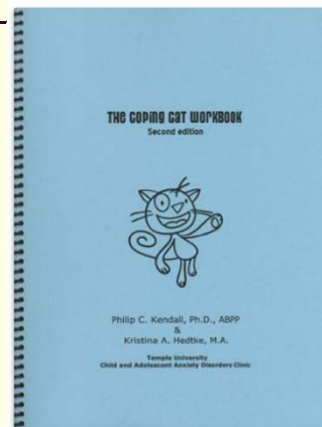 THE COPING CAT WORKBOOK
Second edition
Philip C. Kendall, Ph.D., ABPP
&
Kristina A. Hedtke, M.A.
Temple University
Child and Adolescent Anxiety Disorders Clinic